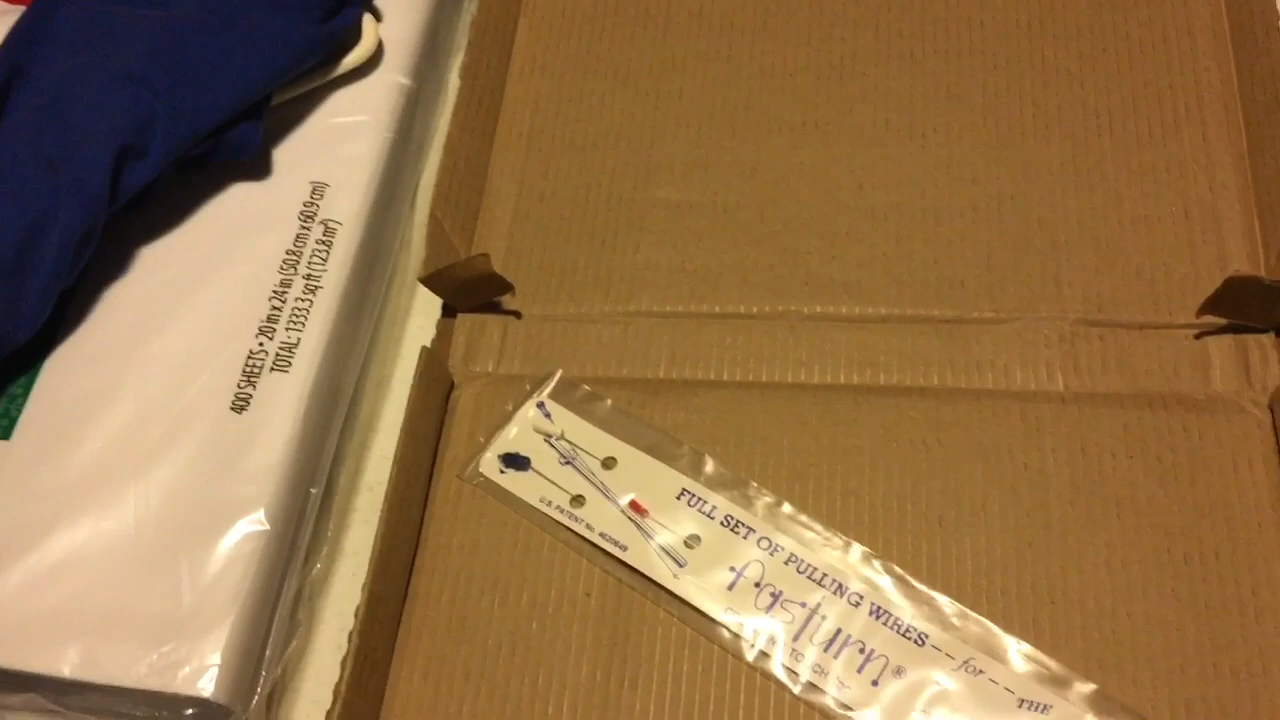 400 SHEETS • 20 in x 24 in (50.8 cm x 60.9 cm)
TOTAL: 1333.3 sq ft (123.8 m²)
U.S. PATENT No. 4620649
FULL SET OF PULLING WIRES -- for -- THE
fasturn®